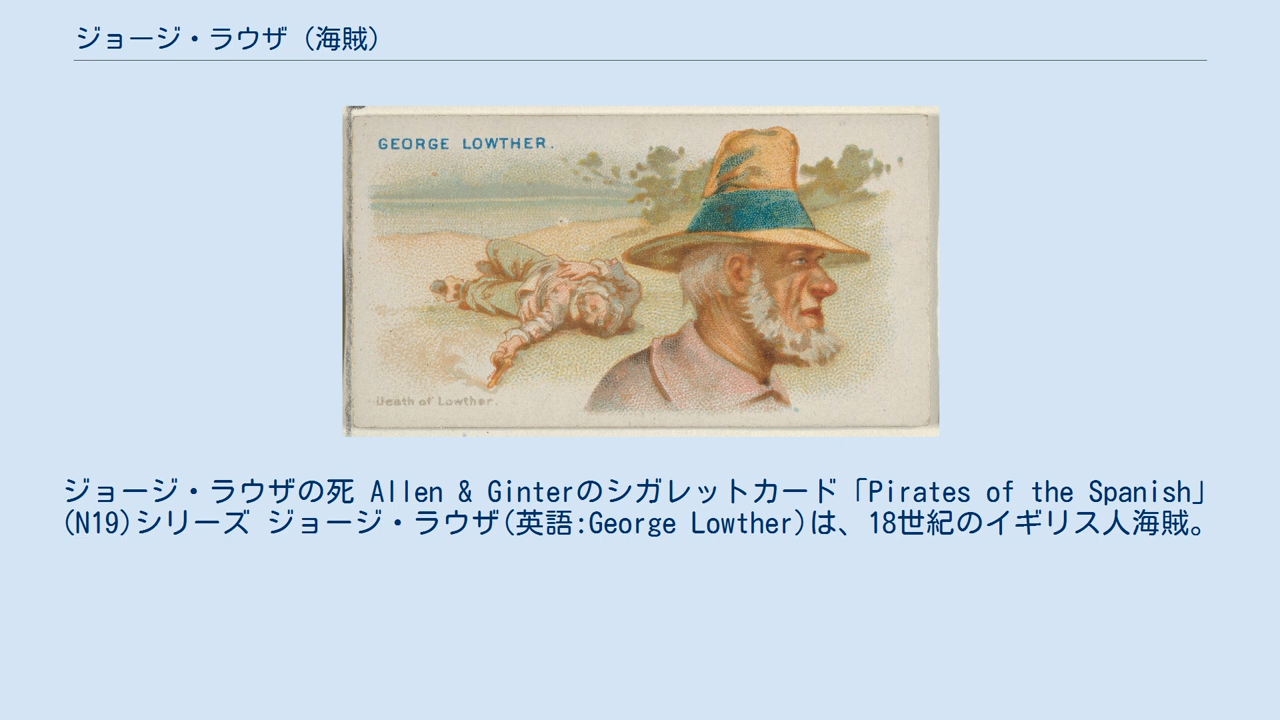 ジョージ・ラウザ (海賊)
GEORGE LOWTHER.
Death of Lowther.
ジョージ・ラウザの死 Allen & Ginterのシガレットカード「Pirates of the Spanish」
(N19)シリーズ ジョージ・ラウザ(英語:George Lowther)は、18世紀のイギリス人海賊。